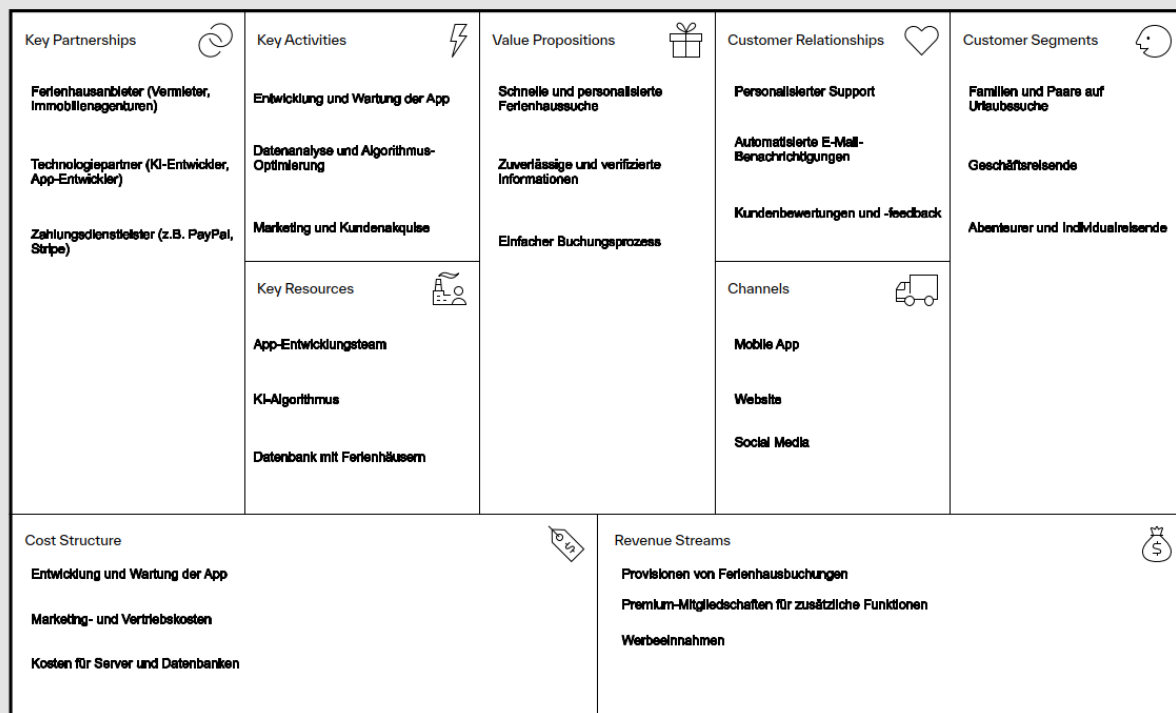 Key Partnerships
Ferienhausanbieter (Vermieter,
Immobilienagenturen)
Technologiepartner (KI-Entwickler,
App-Entwickler)
Zahlungsdienstleister (z.B. PayPal,
Stripe)
Key Activities
Entwicklung und Wartung der App
Datenanalyse und Algorithmus-
Optimierung
Marketing und Kundenakquise
Key Resources
App-Entwicklungsteam
KI-Algorithmus
Datenbank mit Ferienhäusern
Value Propositions
Schnelle und personalisierte
Ferienhaussuche
Zuverlässige und verifizierte
Informationen
Einfacher Buchungsprozess
Customer Relationships
Personalisierter Support
Automatisierte E-Mail-
Benachrichtigungen
Kundenbewertungen und -feedback
Channels
Mobile App
Website
Social Media
Customer Segments
Familien und Paare auf
Urlaubssuche
Geschäftsreisende
Abenteurer und Individualreisende
Cost Structure
Entwicklung und Wartung der App
Marketing- und Vertriebskosten
Kosten für Server und Datenbanken
Revenue Streams
Provisionen von Ferienhausbuchungen
Premium-Mitgliedschaften für zusätzliche Funktionen
Werbeeinnahmen